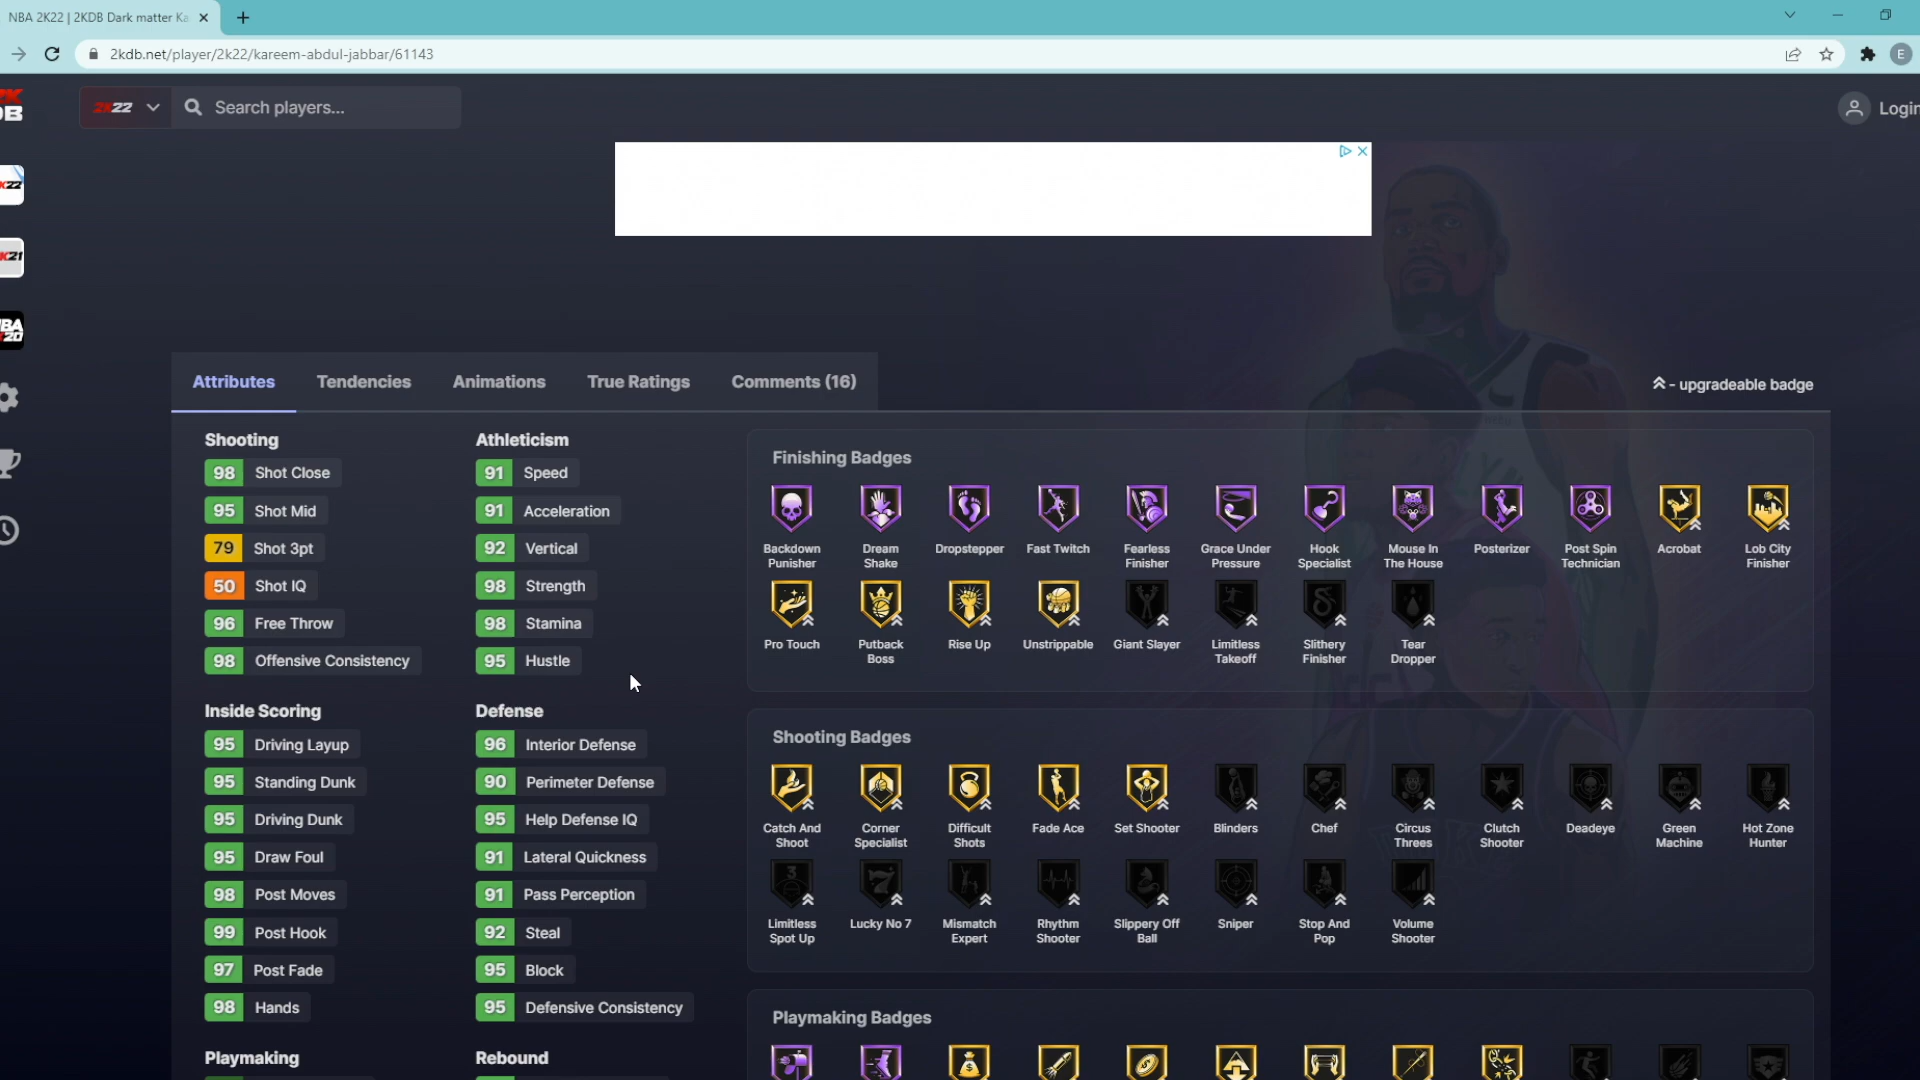 NBA 2K22 | 2KDB Dark matter Ka
2kdb.net/player/2k22/kareem-abdul-jabbar/61143
E
2K
DB
2K22
Search players...
Login
K22
K21
NBA
2K20
Attributes
Tendencies
Animations
True Ratings
Comments (16)
- upgradeable badge
Shooting
98 Shot Close
95 Shot Mid
79 Shot 3pt
50 Shot IQ
96 Free Throw
98 Offensive Consistency
Athleticism
91 Speed
91 Acceleration
92 Vertical
98 Strength
98 Stamina
95 Hustle
Inside Scoring
95 Driving Layup
95 Standing Dunk
95 Driving Dunk
95 Draw Foul
98 Post Moves
99 Post Hook
97 Post Fade
98 Hands
Defense
96 Interior Defense
90 Perimeter Defense
95 Help Defense IQ
91 Lateral Quickness
91 Pass Perception
92 Steal
95 Block
95 Defensive Consistency
Playmaking
Rebound
Finishing Badges
Backdown
Punisher
Dream
Shake
Dropstepper
Fast Twitch
Fearless
Finisher
Grace Under
Pressure
Hook
Specialist
Mouse In
The House
Posterizer
Post Spin
Technician
Acrobat
Lob City
Finisher
Pro Touch
Putback
Boss
Rise Up
Unstrippable
Giant Slayer
Limitless
Takeoff
Slithery
Finisher
Tear
Dropper
Shooting Badges
Catch And
Shoot
Corner
Specialist
Difficult
Shots
Fade Ace
Set Shooter
Blinders
Chef
Circus
Threes
Clutch
Shooter
Deadeye
Green
Machine
Hot Zone
Hunter
Limitless
Spot Up
Lucky No 7
Mismatch
Expert
Rhythm
Shooter
Slippery Off
Ball
Sniper
Stop And
Pop
Volume
Shooter
Playmaking Badges